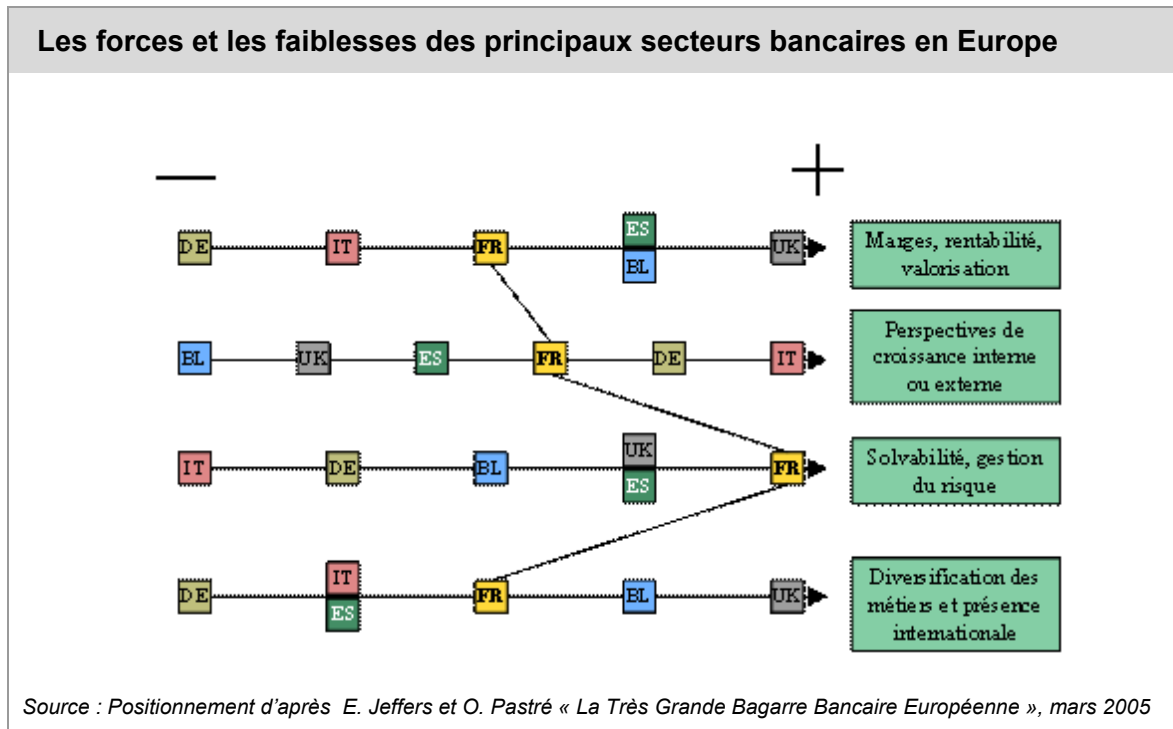 Les forces et les faiblesses des principaux secteurs bancaires en Europe
— +
DE IT FR ES BL UK
Marges, rentabilité,
valorisation
BL UK ES FR DE IT
Perspectives de
croissance interne
ou externe
IT DE BL UK ES FR
Solvabilité, gestion
du risque
DE IT ES FR BL UK
Diversification des
métiers et présence
internationale
Source : Positionnement d'après E. Jeffers et O. Pastré « La Très Grande Bagarre Bancaire Européenne », mars 2005